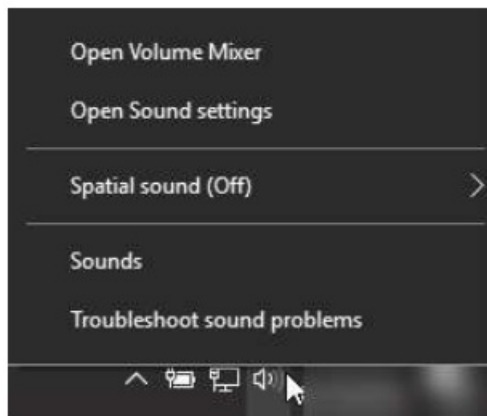 Open Volume Mixer
Open Sound settings
Spatial sound (Off)
Sounds
Troubleshoot sound problems